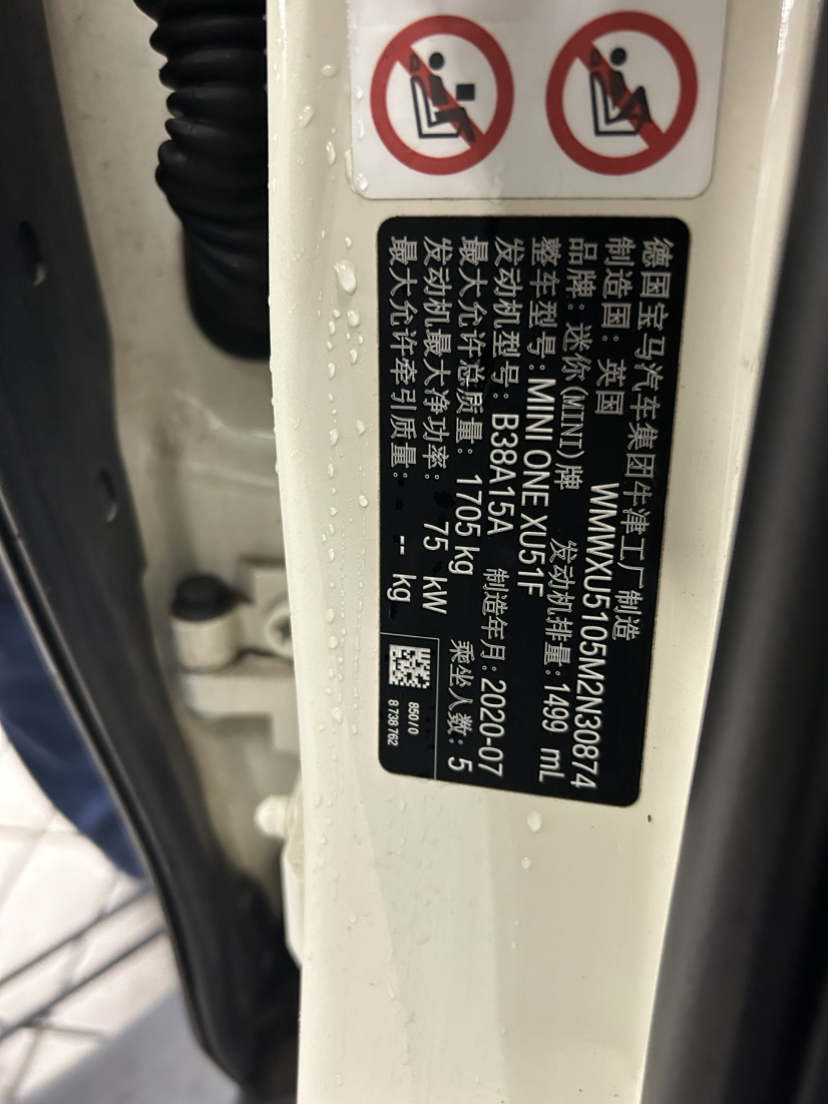 德国宝马汽车集团牛津工厂制造
制造国：英国 WMWXU5105M2N30874
品牌：迷你(MINI)牌 发动机排量：1499 mL
整车型号：MINI ONE XU51F
发动机型号：B38A15A 制造年月：2020-07
最大允许总质量：1705 kg 乘坐人数：5
发动机最大净功率：75 kW
最大允许牵引质量：-- kg
850/0
8 738 762